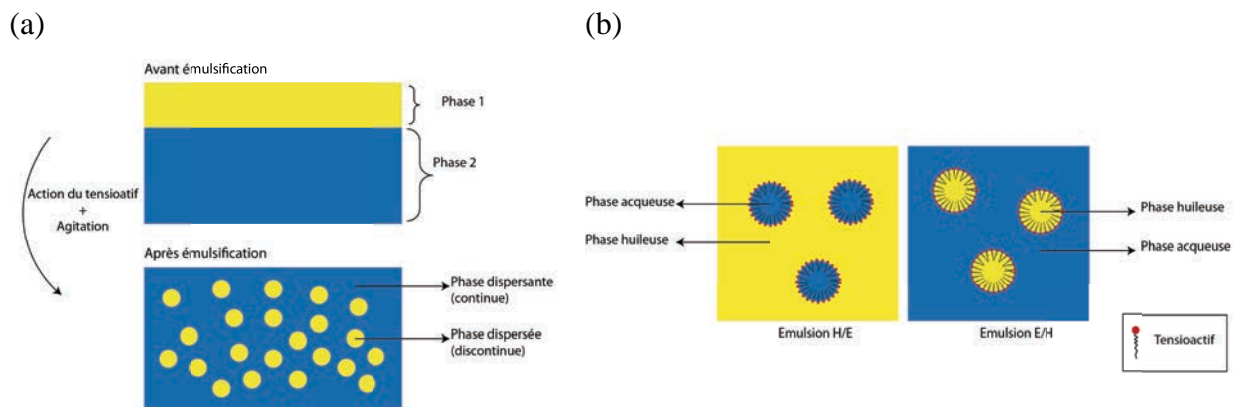 (a)
(b)
Avant émulsification
Phase 1
Phase 2
Action du tensioatif
+
Agitation
Après émulsification
Phase dispersante
(continue)
Phase dispersée
(discontinue)
Phase acqueuse
Phase huileuse
Emulsion H/E
Phase huileuse
Phase acqueuse
Emulsion E/H
Tensioactif